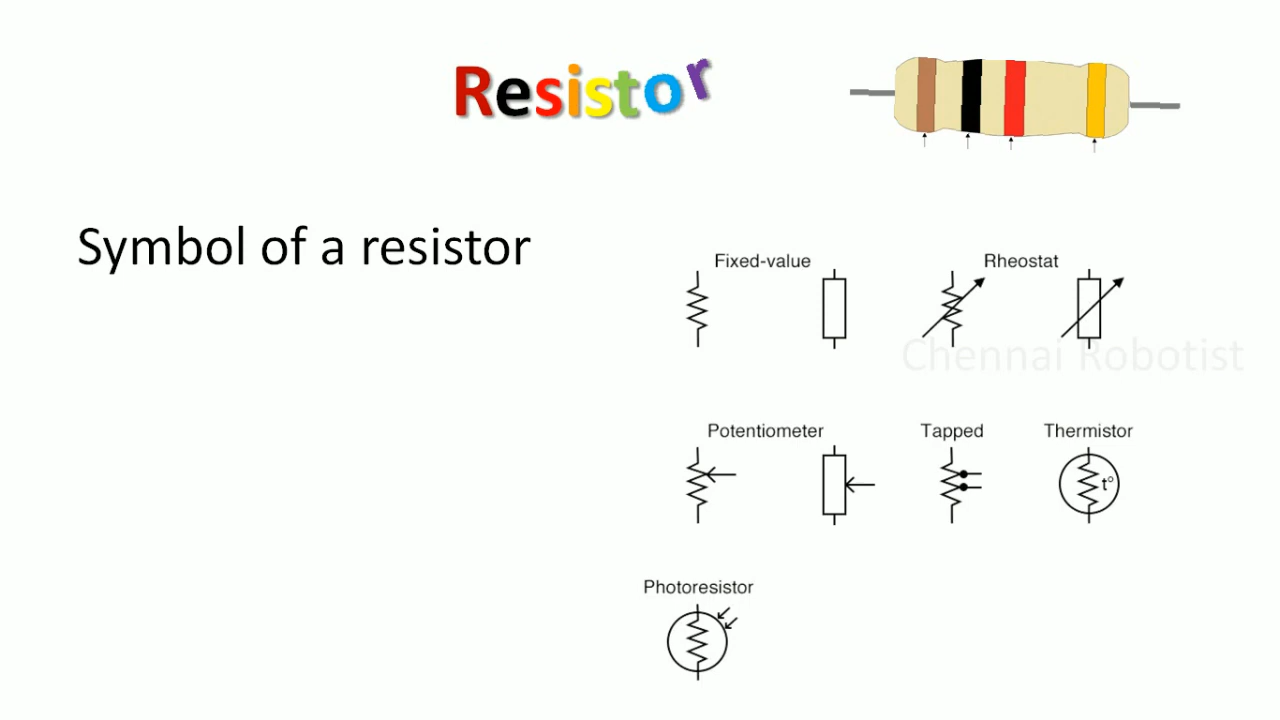 Resistor
Symbol of a resistor
Fixed-value
Rheostat
Chennai Robotist
Potentiometer
Tapped
Thermistor
t°
Photoresistor